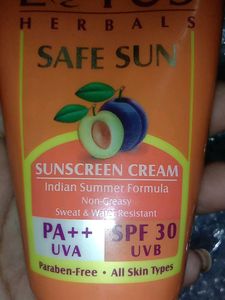 HERBALS
SAFE SUN
SUNSCREEN CREAM
Indian Summer Formula
Non-Greasy
Sweat & Water Resistant
PA++ SPF 30
UVA UVB
Paraben-Free • All Skin Types